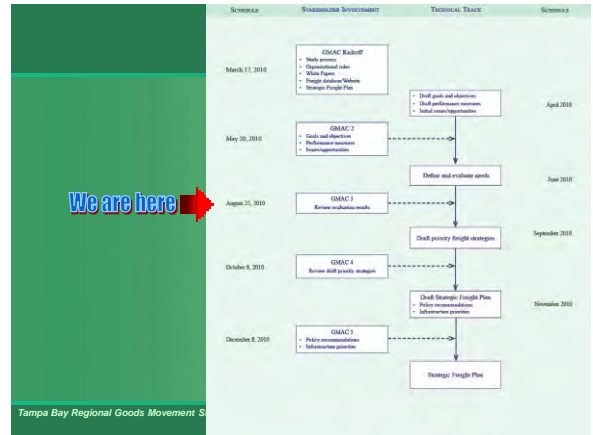 SCHEDULE STAKEHOLDER INVOLVEMENT TECHNICAL TRACK SCHEDULE
March 17, 2010
GMAC Kickoff
• Study process
• Organizational roles
• White Papers
• Freight database/Website
• Strategic Freight Plan
• Draft goals and objectives
• Draft performance measures
• Initial issues/opportunities
April 2010
May 20, 2010
GMAC 2
• Goals and objectives
• Performance measures
• Issues/opportunities
Define and evaluate needs
June 2010
We are here
August 25, 2010
GMAC 3
Review evaluation results
Draft priority freight strategies
September 2010
October 6, 2010
GMAC 4
Review draft priority strategies
Draft Strategic Freight Plan
• Policy recommendations
• Infrastructure priorities
November 2010
December 8, 2010
GMAC 5
• Policy recommendations
• Infrastructure priorities
Strategic Freight Plan
Tampa Bay Regional Goods Movement S